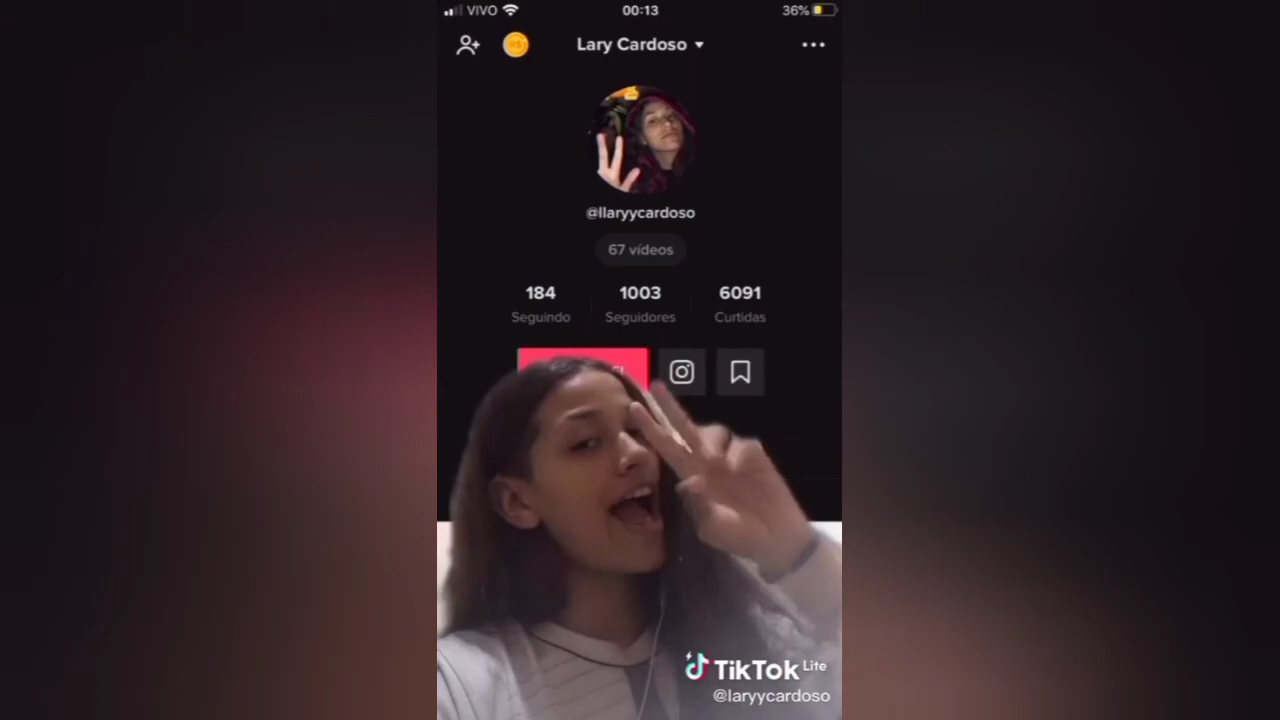 VIVO 00:13 36%
Lary Cardoso
@llaryycardoso
67 vídeos
184 1003 6091
Seguindo Seguidores Curtidas
TikTok Lite
@laryycardoso